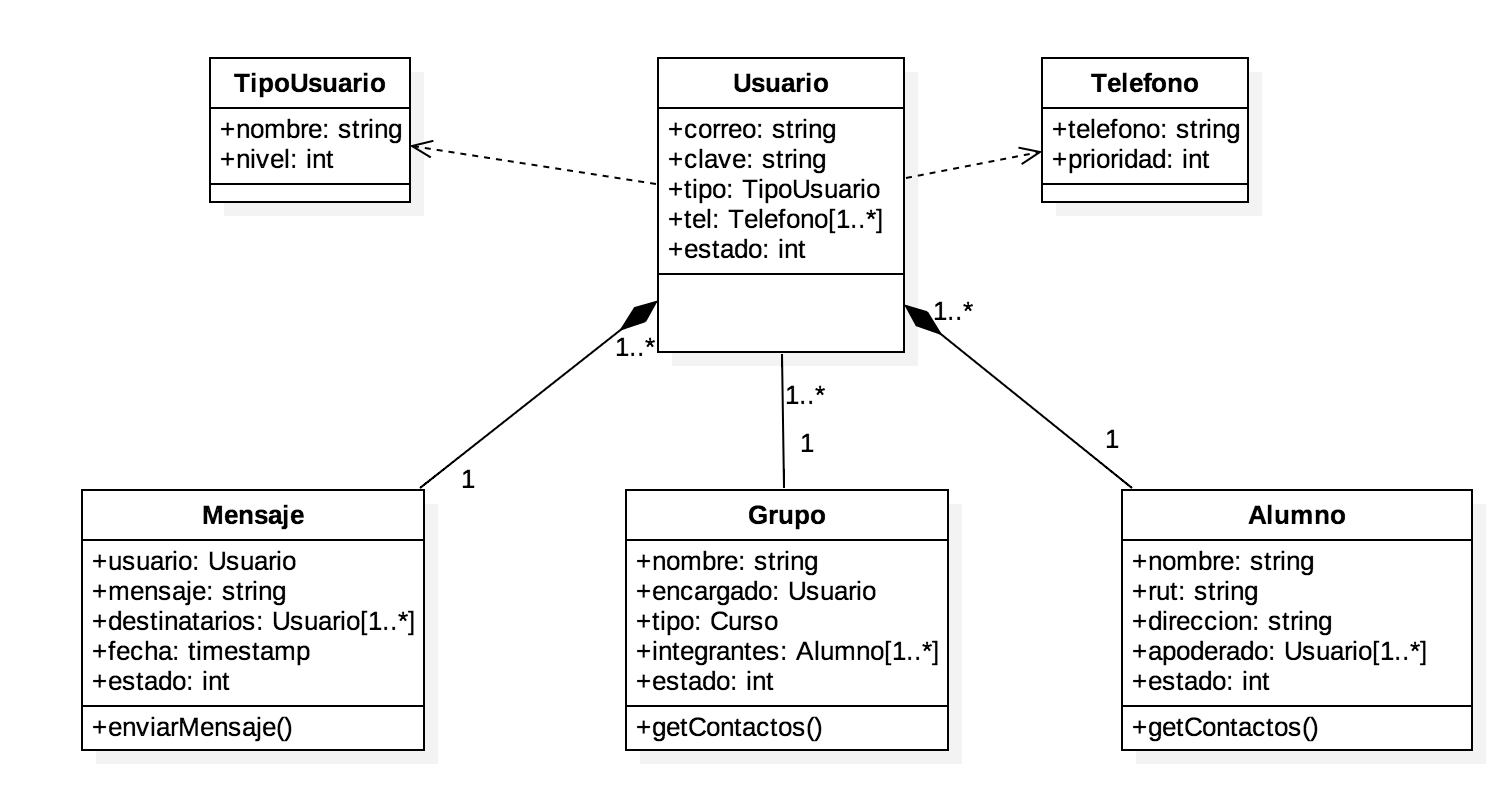 TipoUsuario
+nombre: string
+nivel: int
Usuario
+correo: string
+clave: string
+tipo: TipoUsuario
+tel: Telefono[1..*]
+estado: int
Telefono
+telefono: string
+prioridad: int
1..*
1
1..*
1
1..*
1
Mensaje
+usuario: Usuario
+mensaje: string
+destinatarios: Usuario[1..*]
+fecha: timestamp
+estado: int
+enviarMensaje()
Grupo
+nombre: string
+encargado: Usuario
+tipo: Curso
+integrantes: Alumno[1..*]
+estado: int
+getContactos()
Alumno
+nombre: string
+rut: string
+direccion: string
+apoderado: Usuario[1..*]
+estado: int
+getContactos()